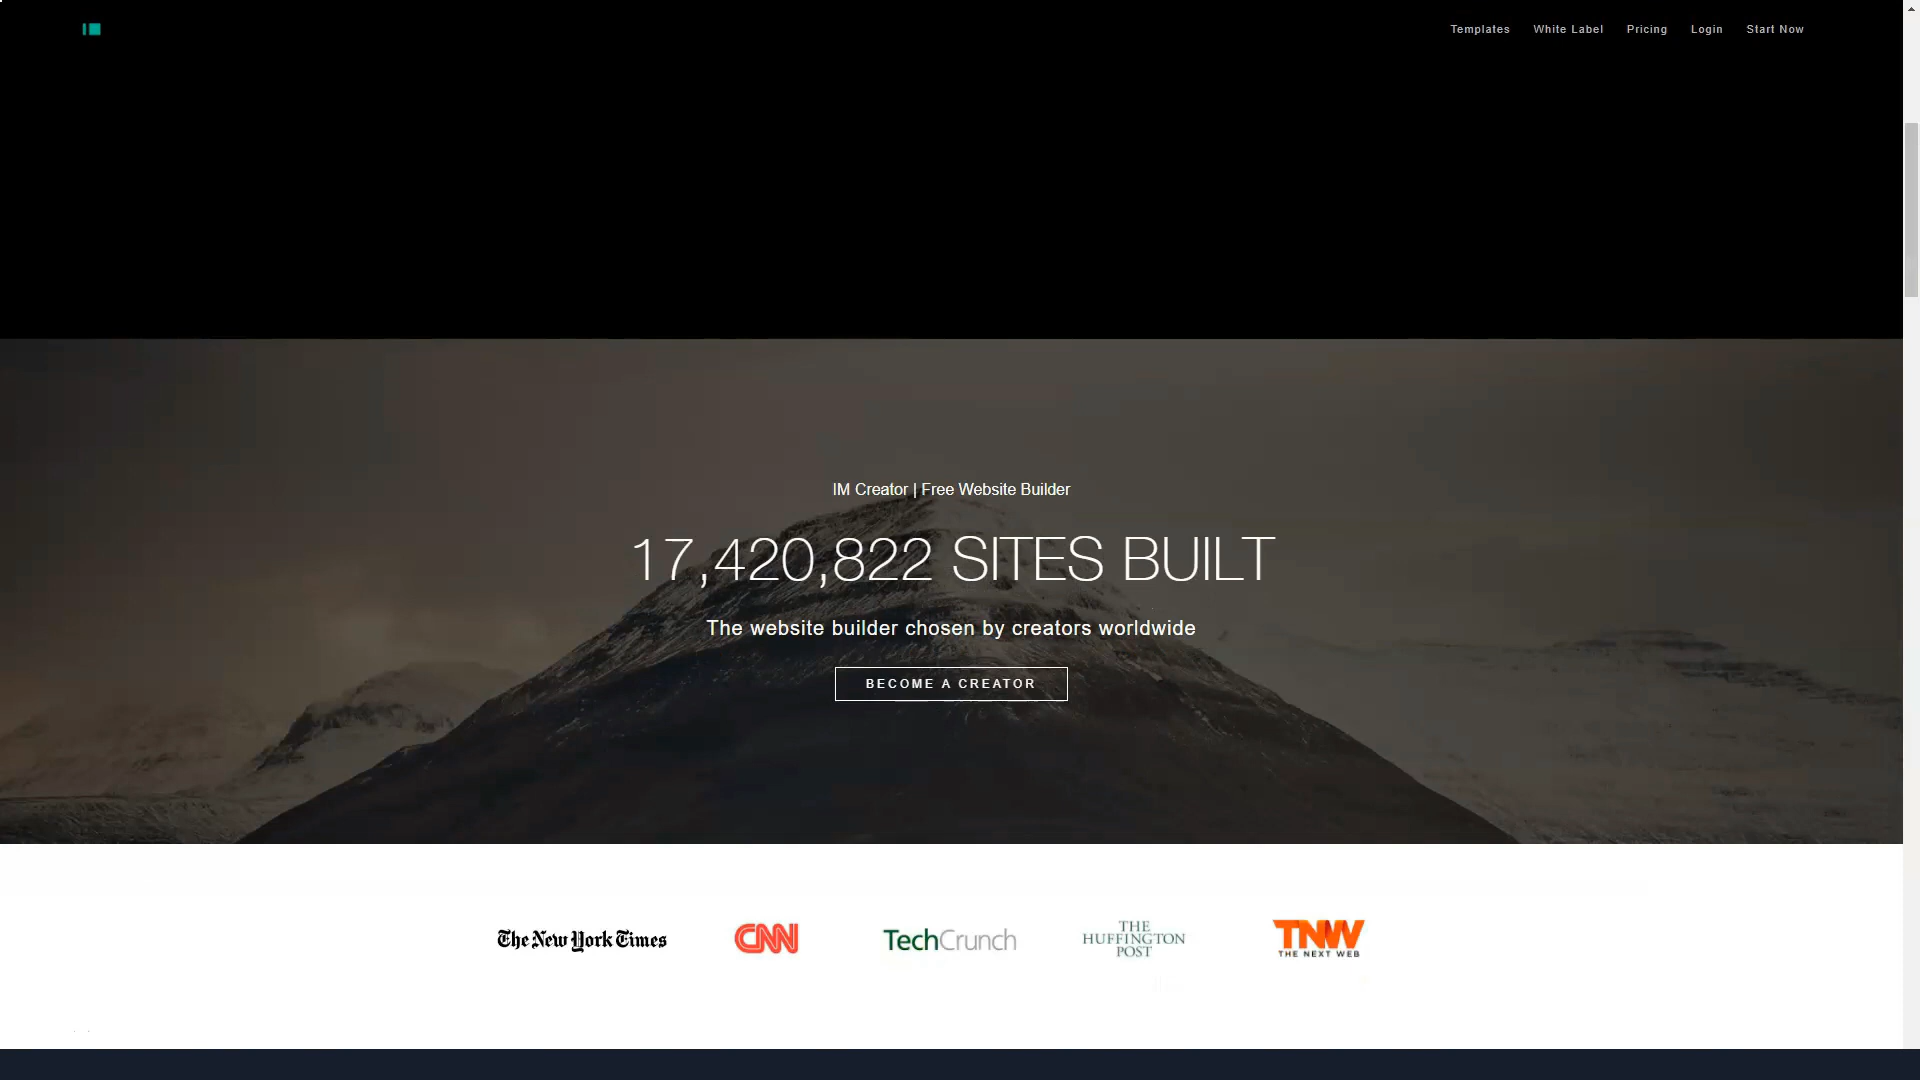 Templates White Label Pricing Login Start Now
IM Creator | Free Website Builder
17,420,822 SITES BUILT
The website builder chosen by creators worldwide
BECOME A CREATOR
The New York Times
CNN
TechCrunch
THE
HUFFINGTON
POST
TNW
THE NEXT WEB